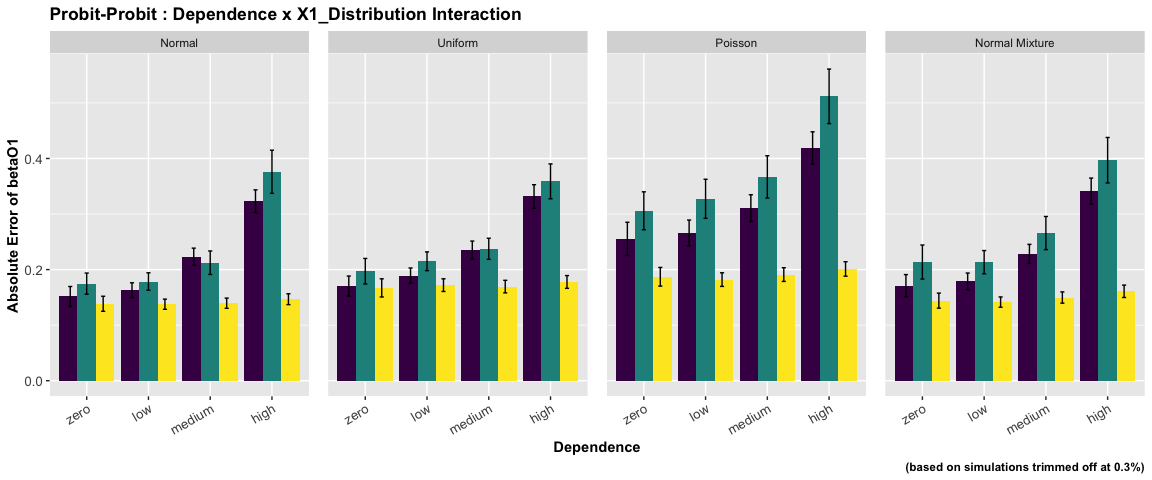 Probit-Probit : Dependence x X1_Distribution Interaction
Normal
Uniform
Poisson
Normal Mixture
Absolute Error of betaO1
0.4
0.2
0.0
zero
low
medium
high
zero
low
medium
high
zero
low
medium
high
zero
low
medium
high
Dependence
(based on simulations trimmed off at 0.3%)